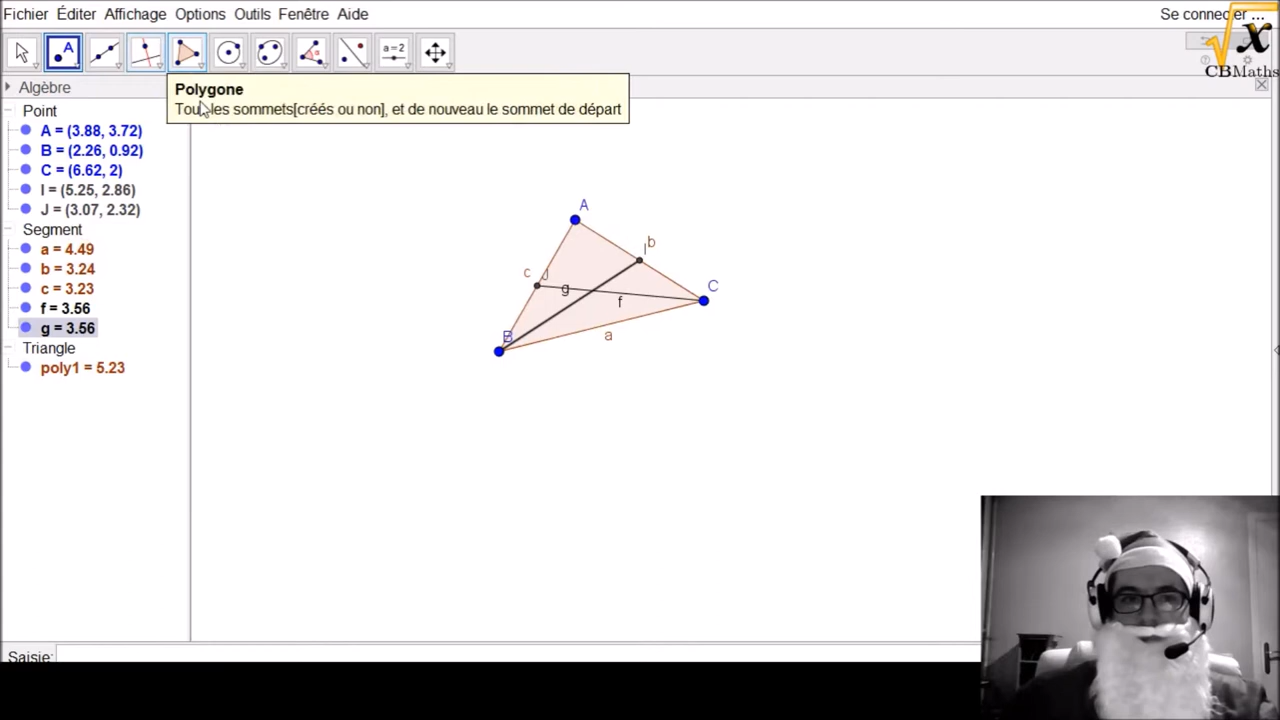 Fichier Éditer Affichage Options Outils Fenêtre Aide
Se connecter ...
A
a=2
CBMaths
Algèbre
Polygone
Tous les sommets[créés ou non], et de nouveau le sommet de départ
Point
A = (3.88, 3.72)
B = (2.26, 0.92)
C = (6.62, 2)
I = (5.25, 2.86)
J = (3.07, 2.32)
Segment
a = 4.49
b = 3.24
c = 3.23
f = 3.56
g = 3.56
Triangle
poly1 = 5.23
A
b
I
c J
g
C
f
B
a
Saisie: